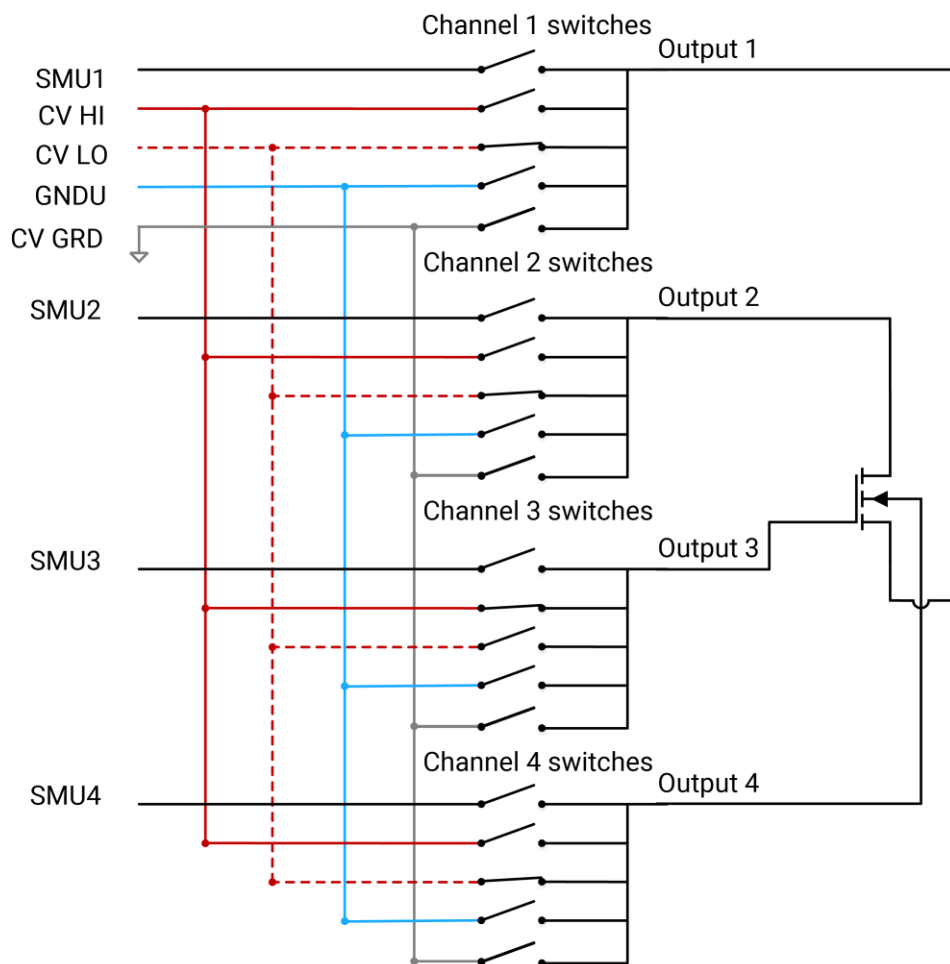 Channel 1 switches
Output 1
SMU1
CV HI
CV LO
GNDU
CV GRD
Channel 2 switches
Output 2
SMU2
Channel 3 switches
Output 3
SMU3
Channel 4 switches
Output 4
SMU4